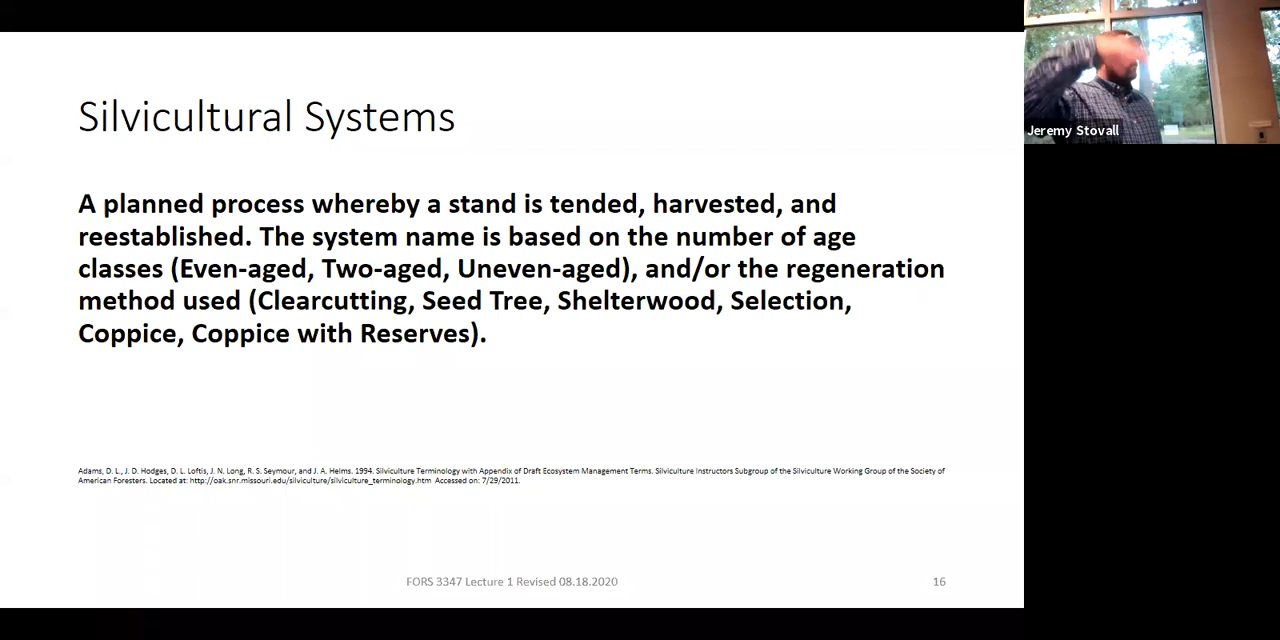 Silvicultural Systems
A planned process whereby a stand is tended, harvested, and
reestablished. The system name is based on the number of age
classes (Even-aged, Two-aged, Uneven-aged), and/or the regeneration
method used (Clearcutting, Seed Tree, Shelterwood, Selection,
Coppice, Coppice with Reserves).
Adams, D. L., J. D. Hodges, D. L. Loftis, J. N. Long, R. S. Seymour, and J. A. Helms. 1994. Silviculture Terminology with Appendix of Draft Ecosystem Management Terms. Silviculture Instructors Subgroup of the Silviculture Working Group of the Society of
American Foresters. Located at: http://oak.snr.missouri.edu/silviculture/silviculture_terminology.htm Accessed on: 7/29/2011.
FORS 3347 Lecture 1 Revised 08.18.2020
16
Jeremy Stovall